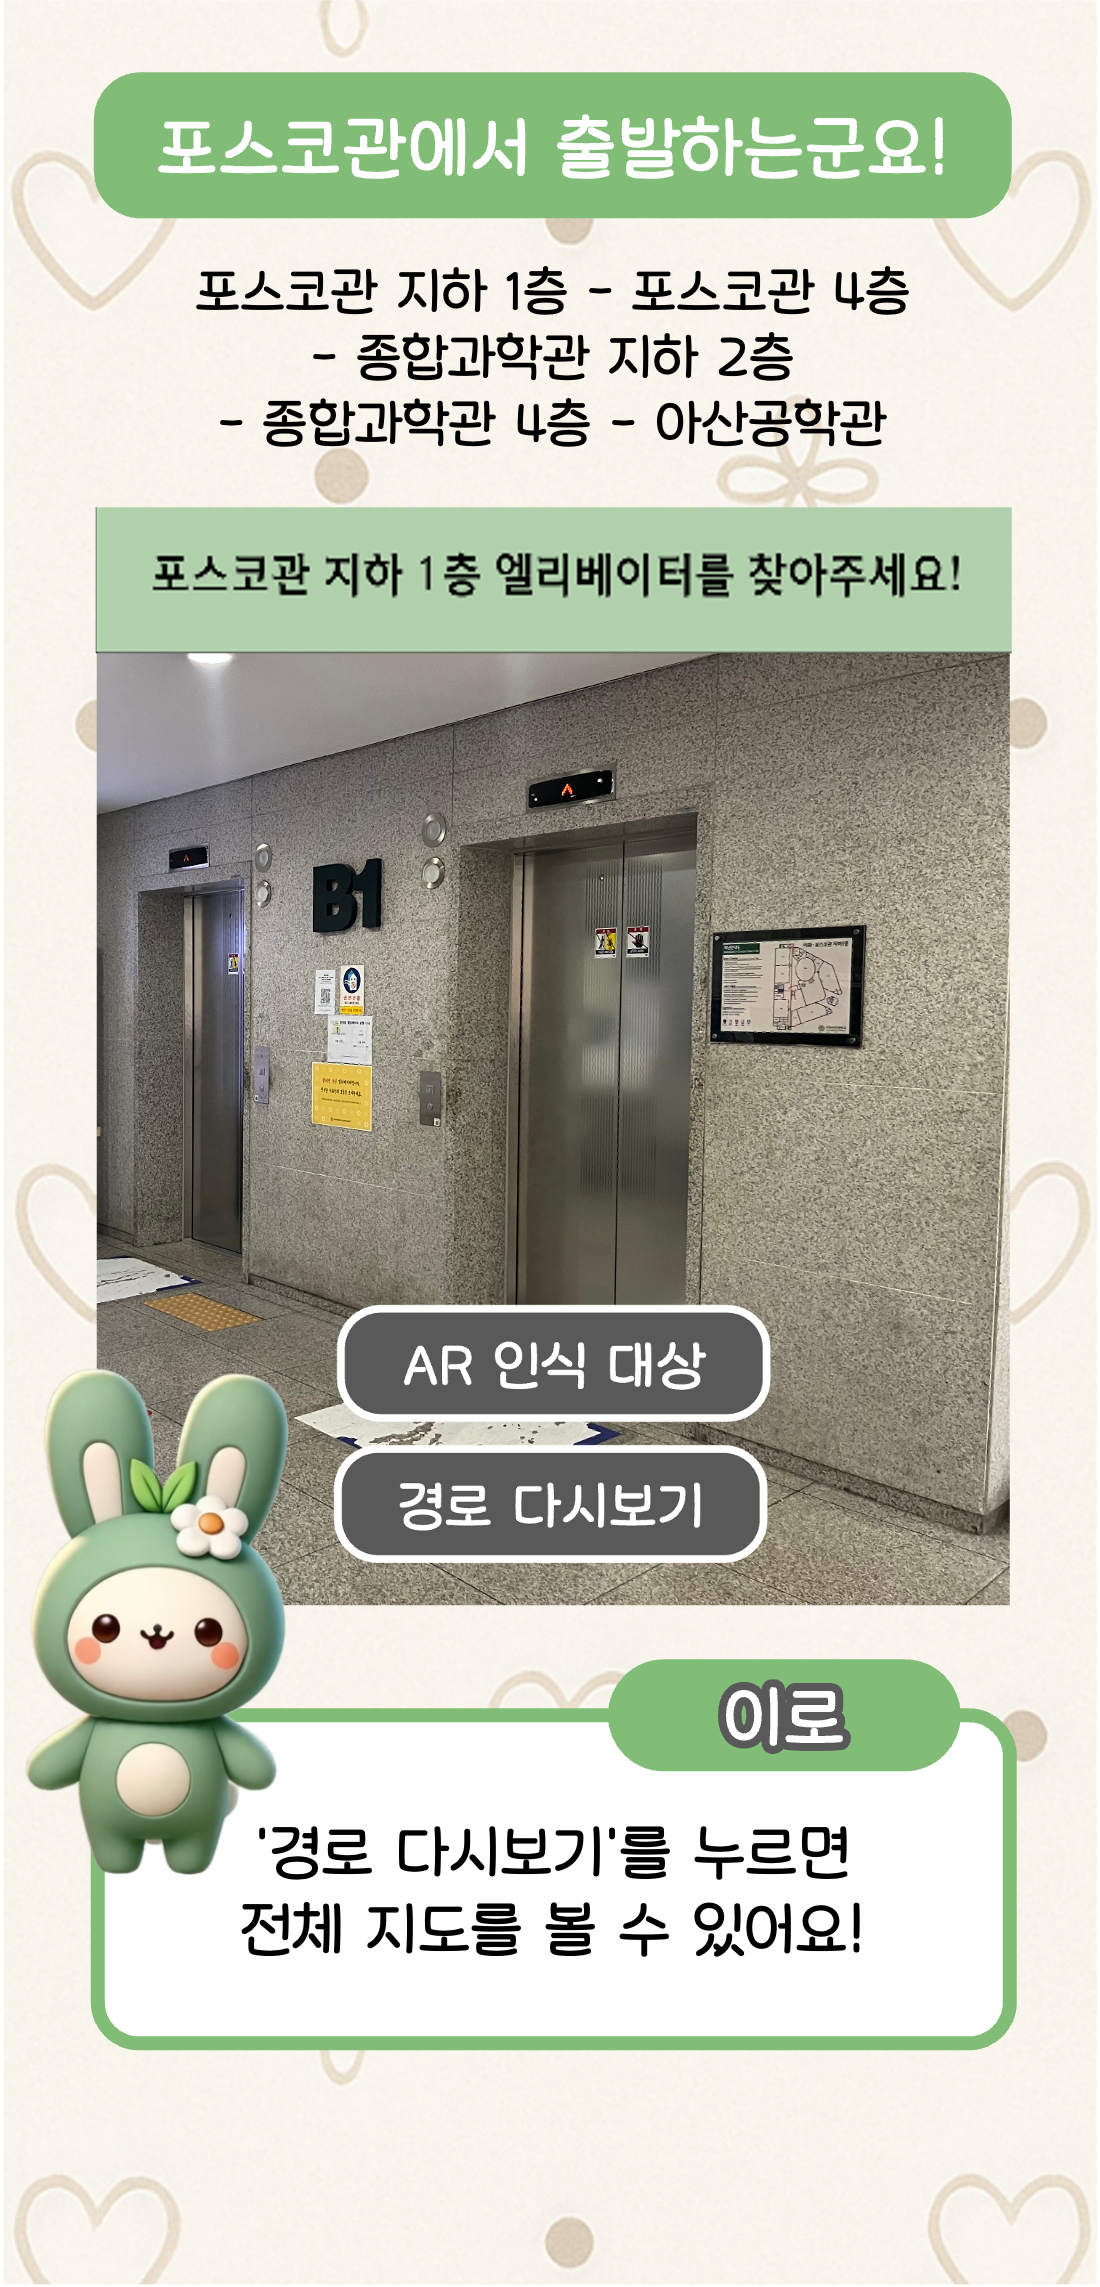 포스코관에서 출발하는군요!
포스코관 지하 1층 - 포스코관 4층
- 종합과학관 지하 2층
- 종합과학관 4층 - 아산공학관
포스코관 지하 1층 엘리베이터를 찾아주세요!
B1
AR 인식 대상
경로 다시보기
이로
'경로 다시보기'를 누르면
전체 지도를 볼 수 있어요!